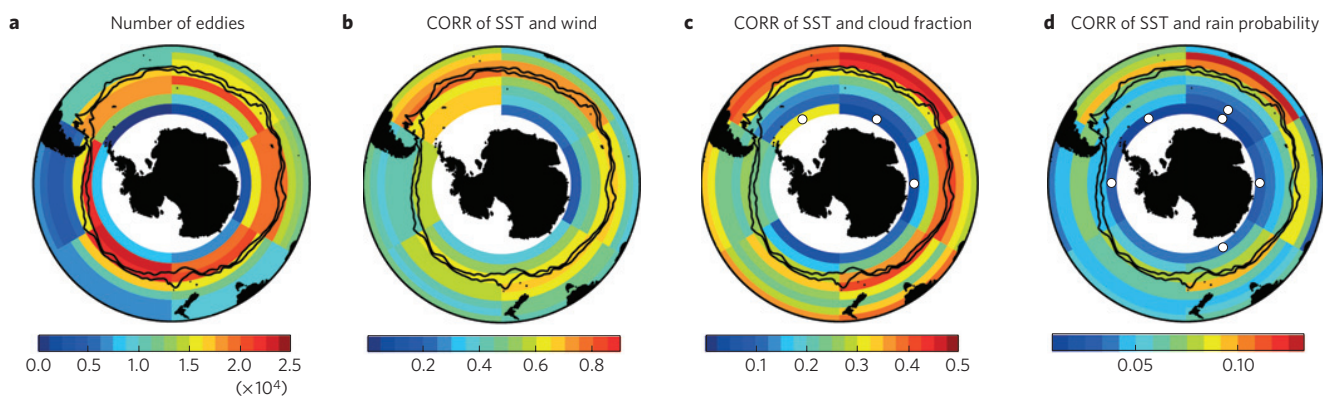 a Number of eddies
b CORR of SST and wind
c CORR of SST and cloud fraction
d CORR of SST and rain probability
0.0 0.5 1.0 1.5 2.0 2.5
(×10⁴)
0.2 0.4 0.6 0.8
0.1 0.2 0.3 0.4 0.5
0.05 0.10